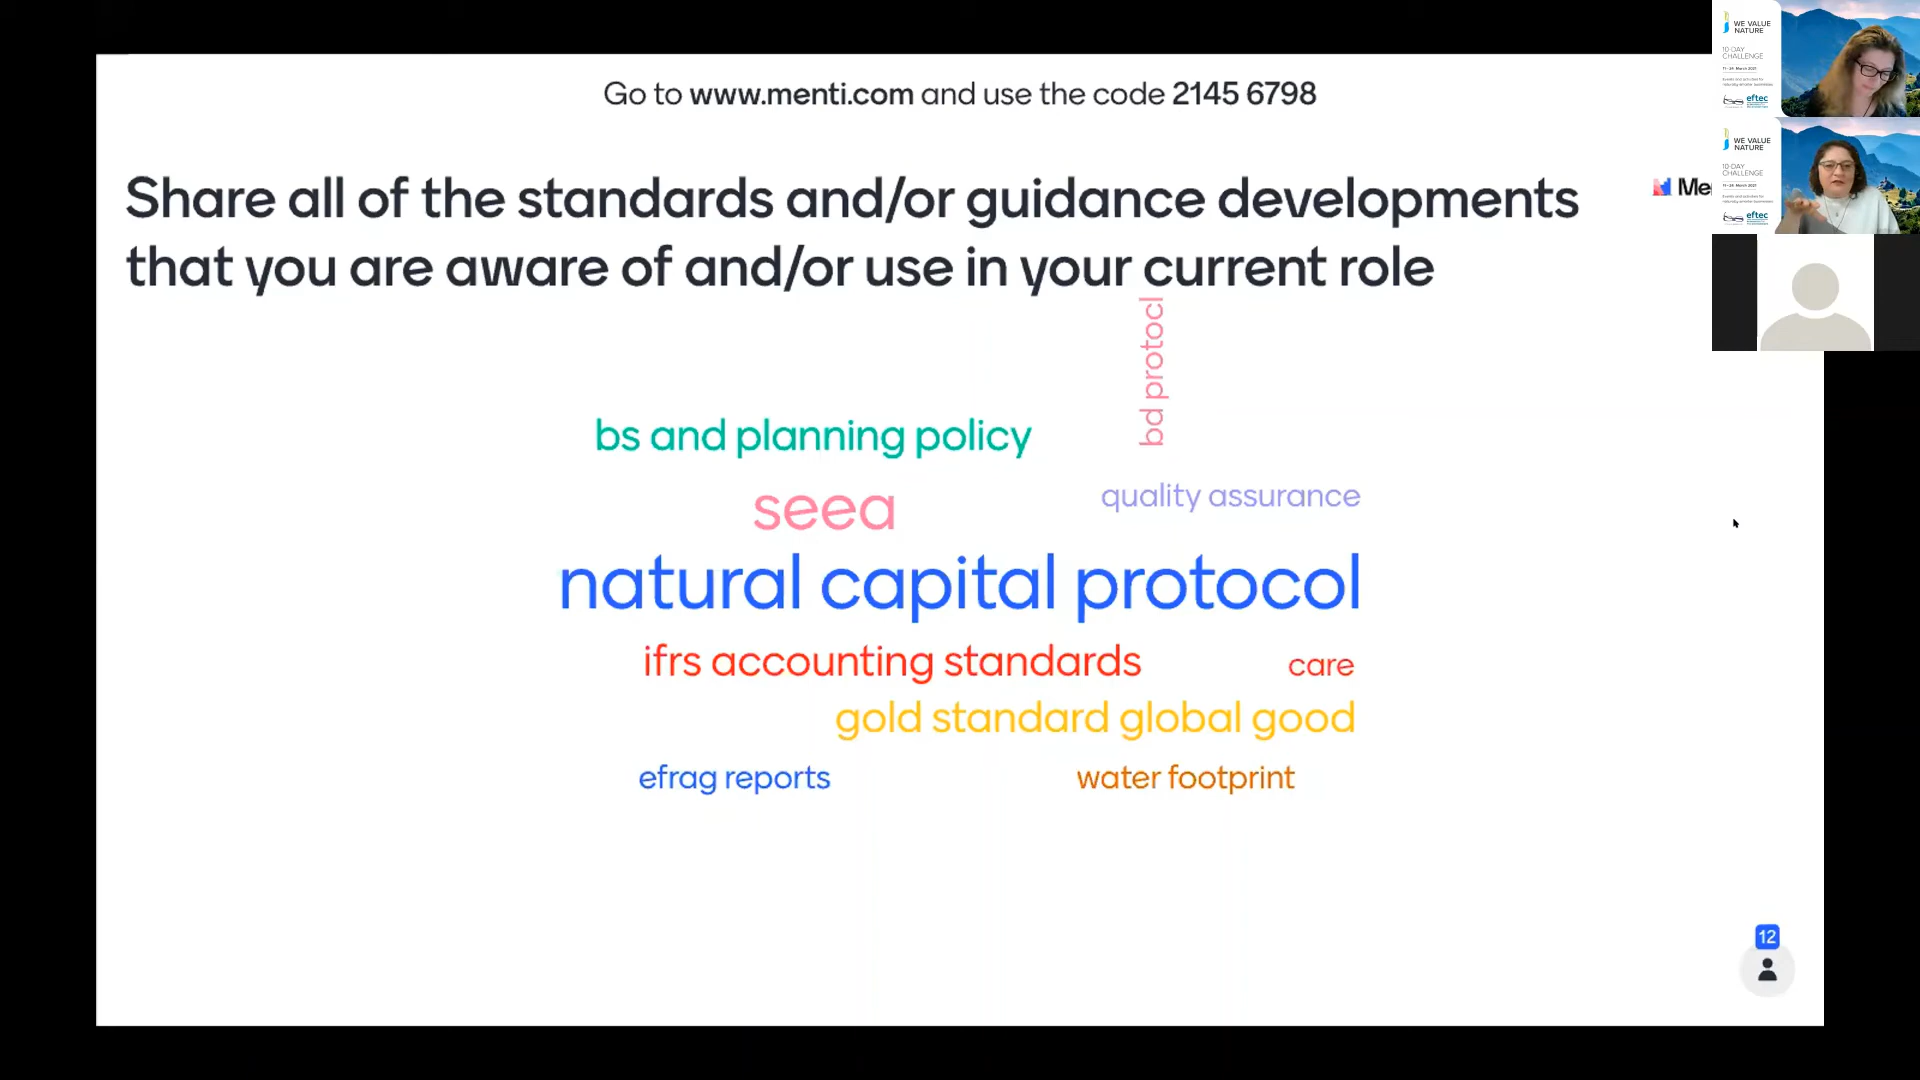 Go to www.menti.com and use the code 2145 6798
Share all of the standards and/or guidance developments
that you are aware of and/or use in your current role
Me
bd protocl
bs and planning policy
quality assurance
seea
natural capital protocol
ifrs accounting standards
care
gold standard global good
efrag reports
water footprint
12
WE VALUE
NATURE
10-DAY
CHALLENGE
eftec
WE VALUE
NATURE
10-DAY
CHALLENGE
eftec